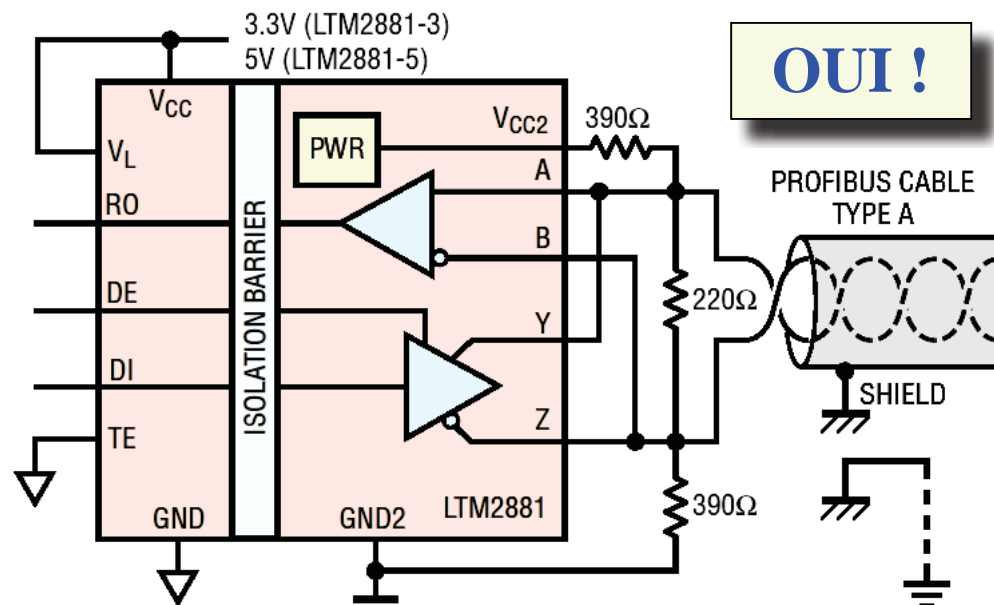 3.3V (LTM2881-3)
5V (LTM2881-5)
OUI !
VCC
VL
RO
DE
DI
TE
GND
ISOLATION BARRIER
PWR
VCC2
A
B
Y
Z
GND2
LTM2881
390Ω
220Ω
390Ω
PROFIBUS CABLE
TYPE A
SHIELD